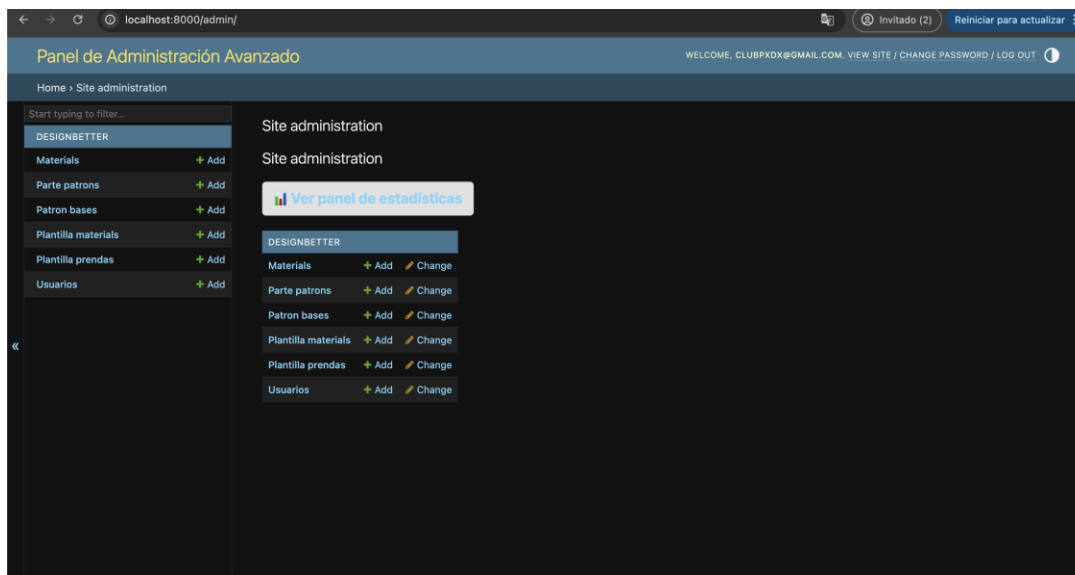 localhost:8000/admin/
Invitado (2)
Reiniciar para actualizar
Panel de Administración Avanzado
WELCOME, CLUBPXDX@GMAIL.COM. VIEW SITE / CHANGE PASSWORD / LOG OUT
Home › Site administration
Start typing to filter...
DESIGNBETTER
Materials + Add
Parte patrons + Add
Patron bases + Add
Plantilla materials + Add
Plantilla prendas + Add
Usuarios + Add
«
Site administration
Site administration
Ver panel de estadísticas
DESIGNBETTER
Materials + Add Change
Parte patrons + Add Change
Patron bases + Add Change
Plantilla materials + Add Change
Plantilla prendas + Add Change
Usuarios + Add Change